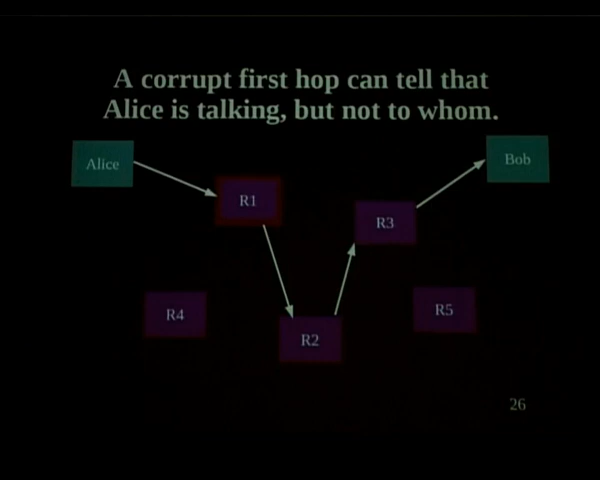 A corrupt first hop can tell that
Alice is talking, but not to whom.
Alice
Bob
R1
R3
R4
R5
R2
26